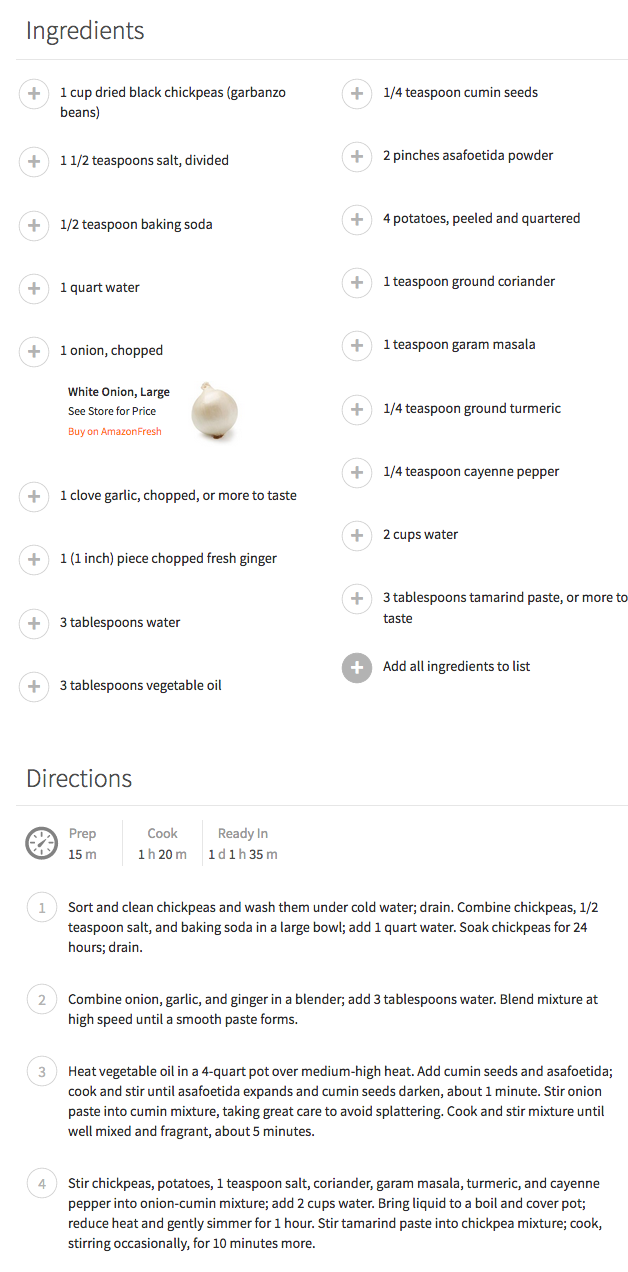 Ingredients
1 cup dried black chickpeas (garbanzo
beans)
1 1/2 teaspoons salt, divided
1/2 teaspoon baking soda
1 quart water
1 onion, chopped
White Onion, Large
See Store for Price
Buy on AmazonFresh
1 clove garlic, chopped, or more to taste
1 (1 inch) piece chopped fresh ginger
3 tablespoons water
3 tablespoons vegetable oil
1/4 teaspoon cumin seeds
2 pinches asafoetida powder
4 potatoes, peeled and quartered
1 teaspoon ground coriander
1 teaspoon garam masala
1/4 teaspoon ground turmeric
1/4 teaspoon cayenne pepper
2 cups water
3 tablespoons tamarind paste, or more to
taste
Add all ingredients to list
Directions
Prep Cook Ready In
15 m 1 h 20 m 1 d 1 h 35 m
1 Sort and clean chickpeas and wash them under cold water; drain. Combine chickpeas, 1/2
teaspoon salt, and baking soda in a large bowl; add 1 quart water. Soak chickpeas for 24
hours; drain.
2 Combine onion, garlic, and ginger in a blender; add 3 tablespoons water. Blend mixture at
high speed until a smooth paste forms.
3 Heat vegetable oil in a 4-quart pot over medium-high heat. Add cumin seeds and asafoetida;
cook and stir until asafoetida expands and cumin seeds darken, about 1 minute. Stir onion
paste into cumin mixture, taking great care to avoid splattering. Cook and stir mixture until
well mixed and fragrant, about 5 minutes.
4 Stir chickpeas, potatoes, 1 teaspoon salt, coriander, garam masala, turmeric, and cayenne
pepper into onion-cumin mixture; add 2 cups water. Bring liquid to a boil and cover pot;
reduce heat and gently simmer for 1 hour. Stir tamarind paste into chickpea mixture; cook,
stirring occasionally, for 10 minutes more.